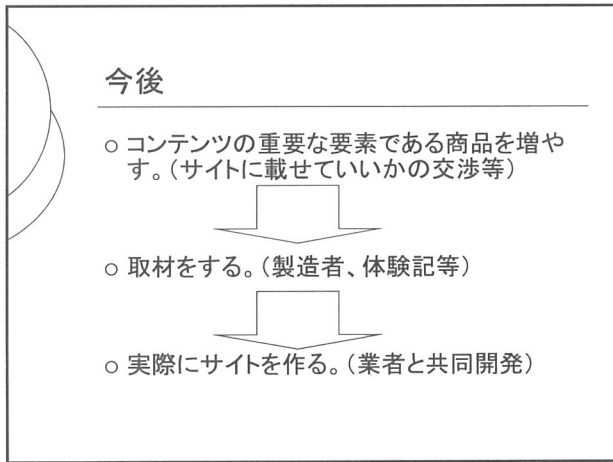 今後
○ コンテンツの重要な要素である商品を増や
す。（サイトに載せていいかの交渉等）
○ 取材をする。（製造者、体験記等）
○ 実際にサイトを作る。（業者と共同開発）